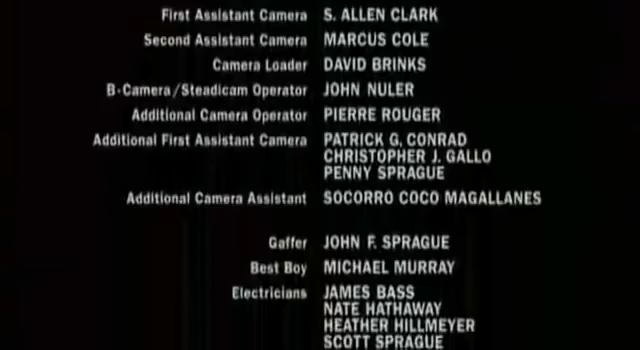 First Assistant Camera S. ALLEN CLARK
Second Assistant Camera MARCUS COLE
Camera Loader DAVID BRINKS
B-Camera/Steadicam Operator JOHN NULER
Additional Camera Operator PIERRE ROUGER
Additional First Assistant Camera PATRICK G. CONRAD
CHRISTOPHER J. GALLO
PENNY SPRAGUE
Additional Camera Assistant SOCORRO COCO MAGALLANES
Gaffer JOHN F. SPRAGUE
Best Boy MICHAEL MURRAY
Electricians JAMES BASS
NATE HATHAWAY
HEATHER HILLMEYER
SCOTT SPRAGUE